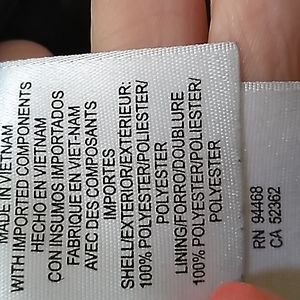 MADE IN VIETNAM
WITH IMPORTED COMPONENTS
HECHO EN VIETNAM
CON INSUMOS IMPORTADOS
FABRIQUE EN VIET-NAM
AVEC DES COMPOSANTS
IMPORTES
SHELL/EXTERIOR/EXTERIEUR:
100% POLYESTER/POLIESTER/
POLYESTER
LINING/FORRO/DOUBLURE
100% POLYESTER/POLIESTER/
POLYESTER
RN 94468
CA 52362